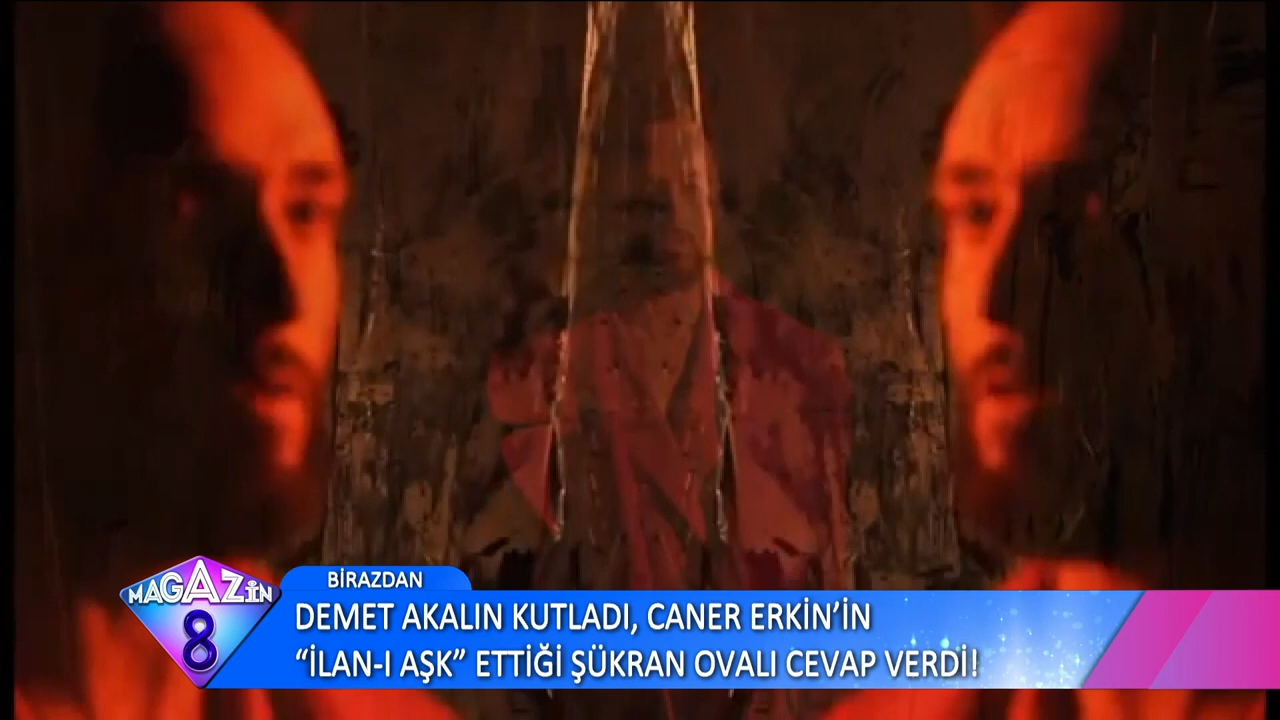 BİRAZDAN
MAGAZİN
8
DEMET AKALIN KUTLADI, CANER ERKİN’İN
“İLAN-I AŞK” ETTİĞİ ŞÜKRAN OVALI CEVAP VERDİ!